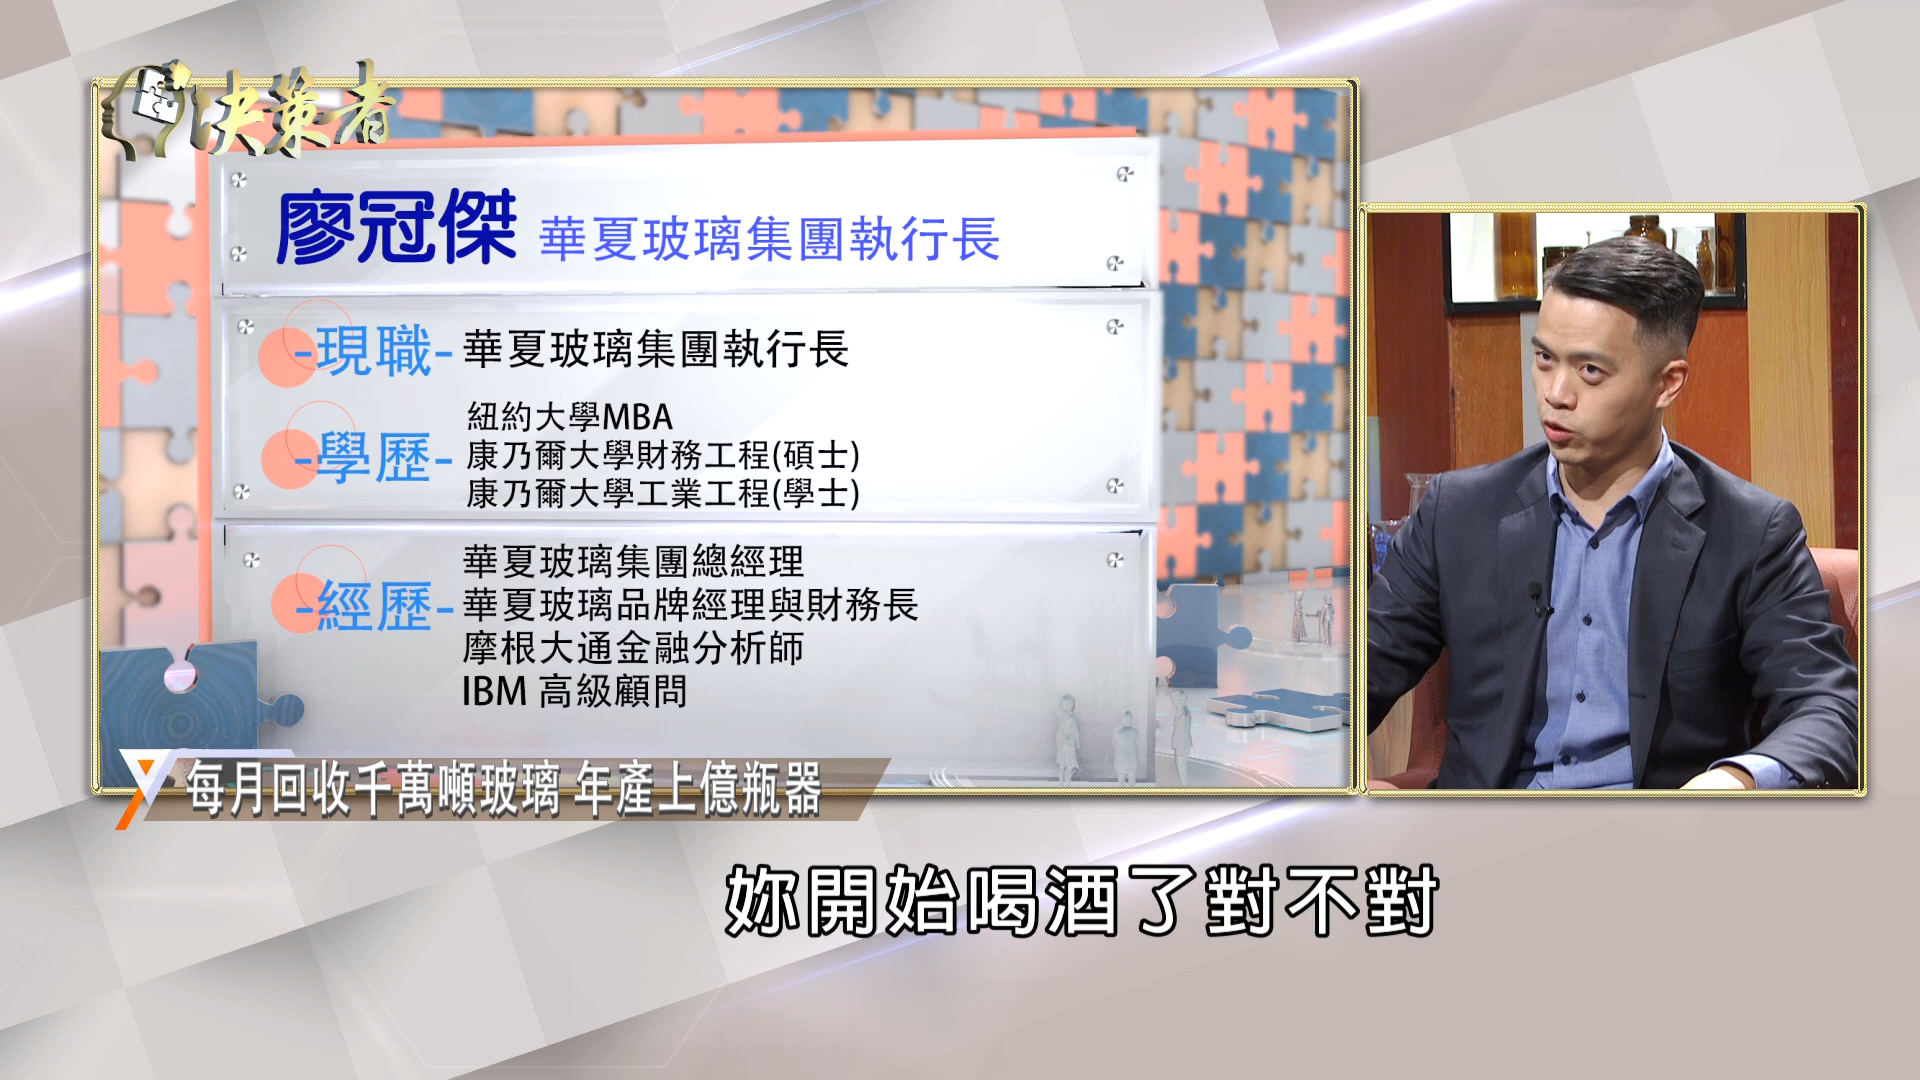 決策者
廖冠傑 華夏玻璃集團執行長
-現職- 華夏玻璃集團執行長
-學歷- 紐約大學MBA
康乃爾大學財務工程(碩士)
康乃爾大學工業工程(學士)
-經歷- 華夏玻璃集團總經理
華夏玻璃品牌經理與財務長
摩根大通金融分析師
IBM 高級顧問
每月回收千萬噸玻璃 年產上億瓶器
妳開始喝酒了對不對